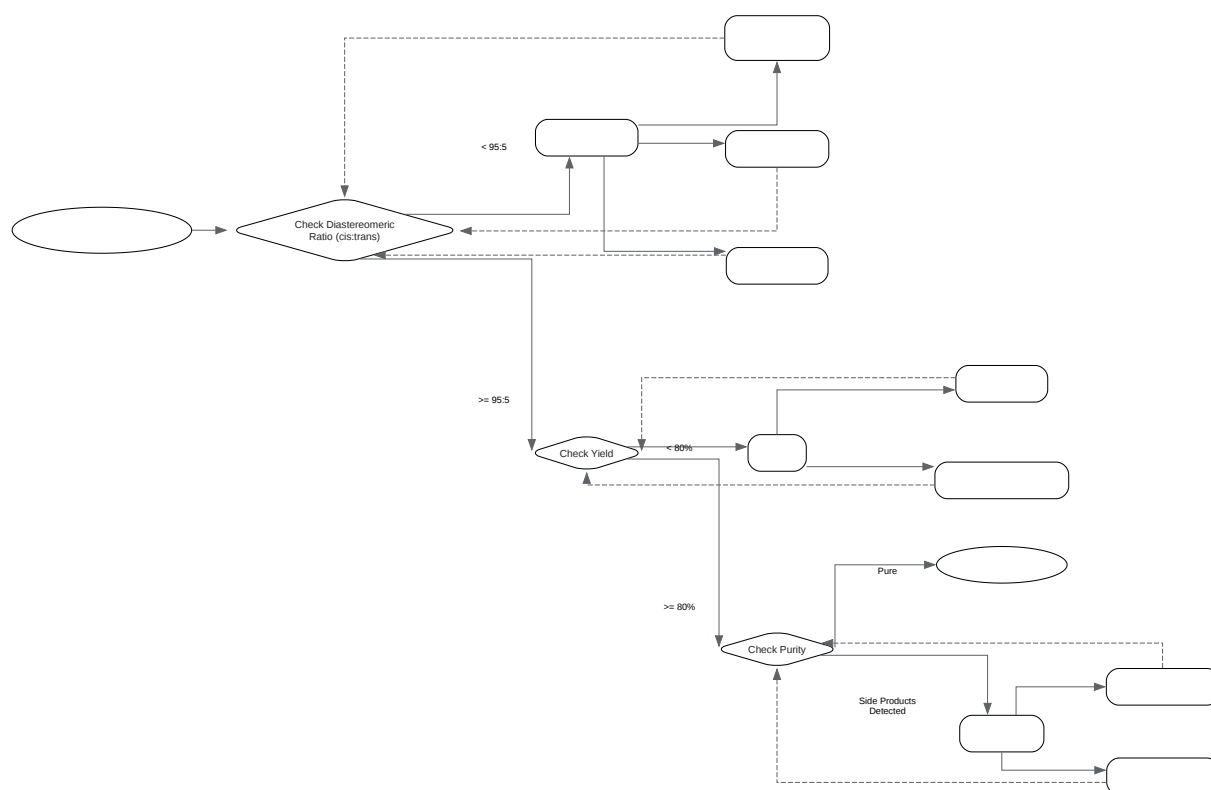 < 95:5
Check Diastereomeric
Ratio (cis:trans)
>= 95:5
< 80%
Check Yield
Pure
>= 80%
Check Purity
Side Products
Detected